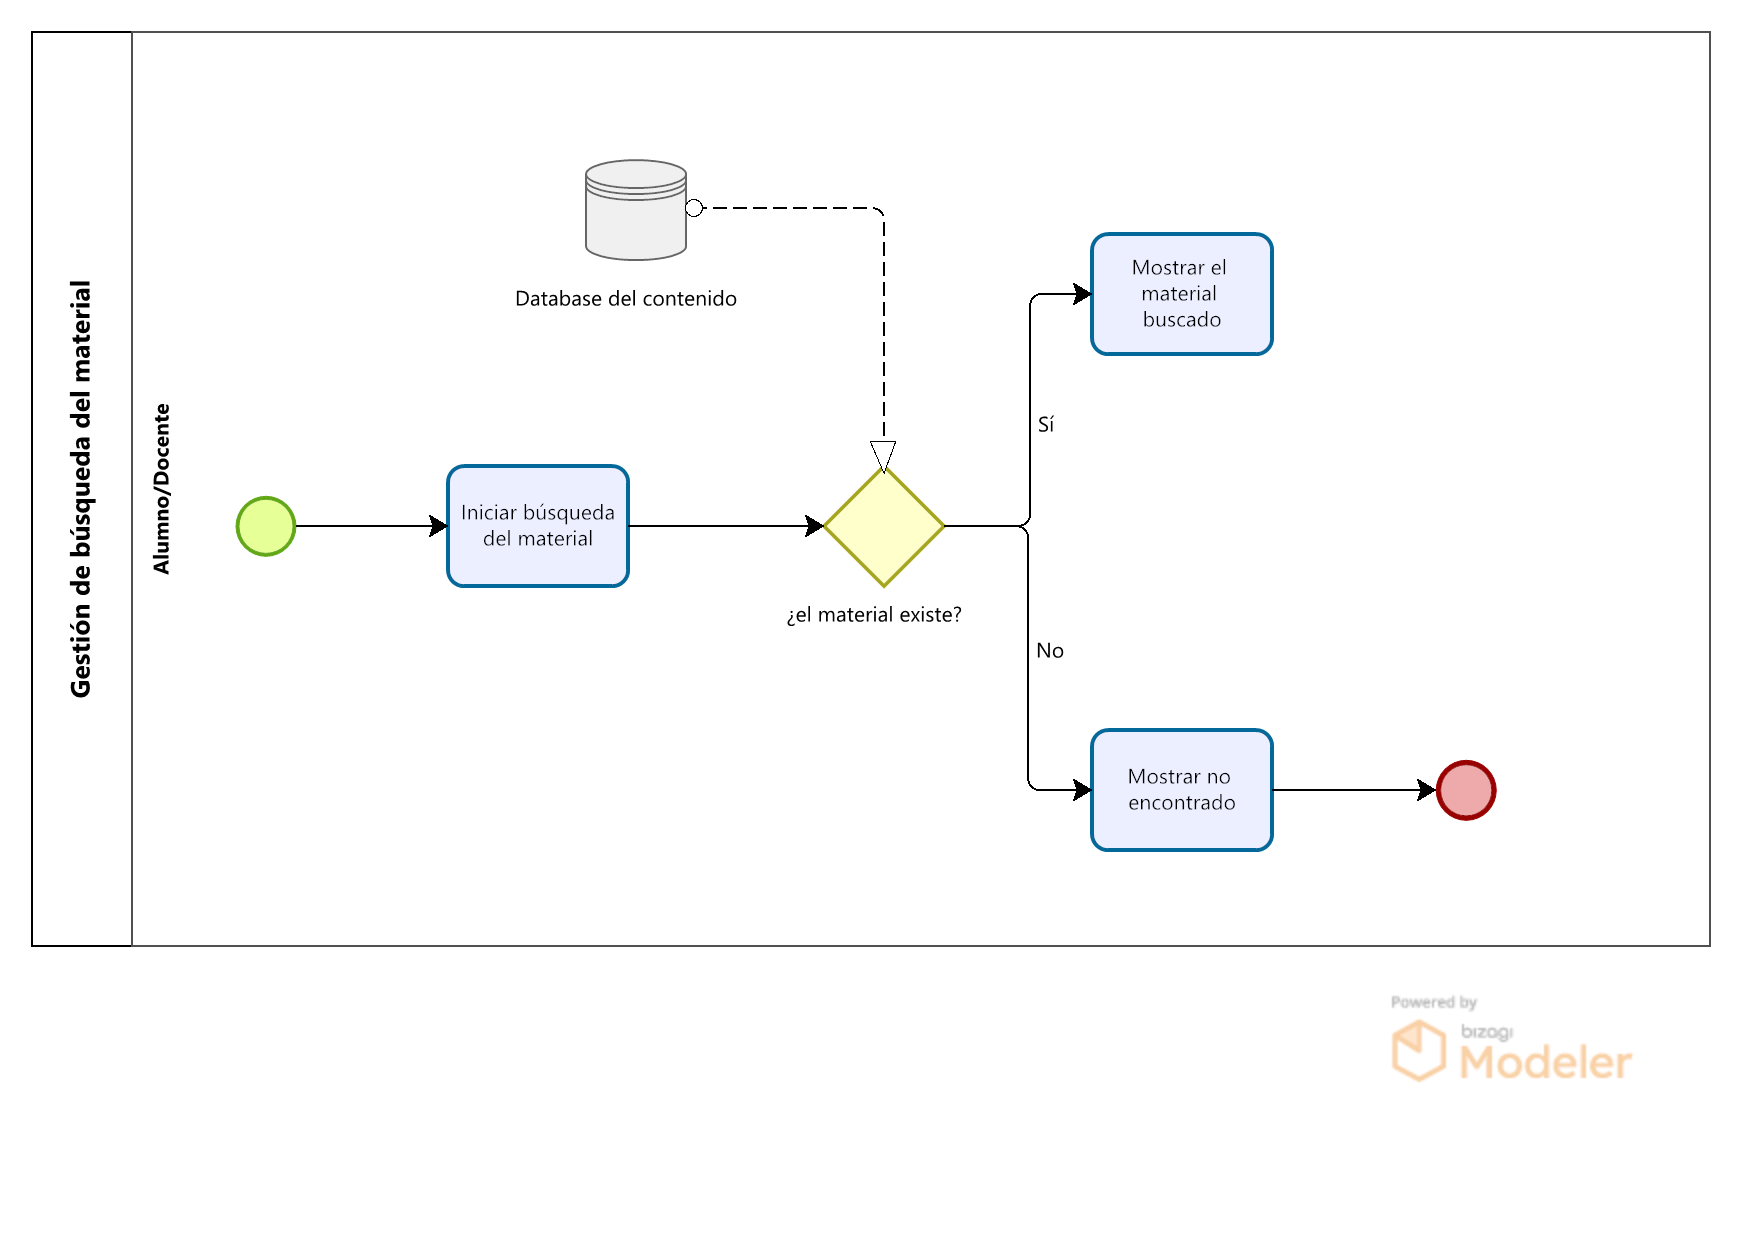 Gestión de búsqueda del material
Alumno/Docente
Database del contenido
Iniciar búsqueda
del material
¿el material existe?
Sí
No
Mostrar el
material
buscado
Mostrar no
encontrado
Powered by
bizagi
Modeler